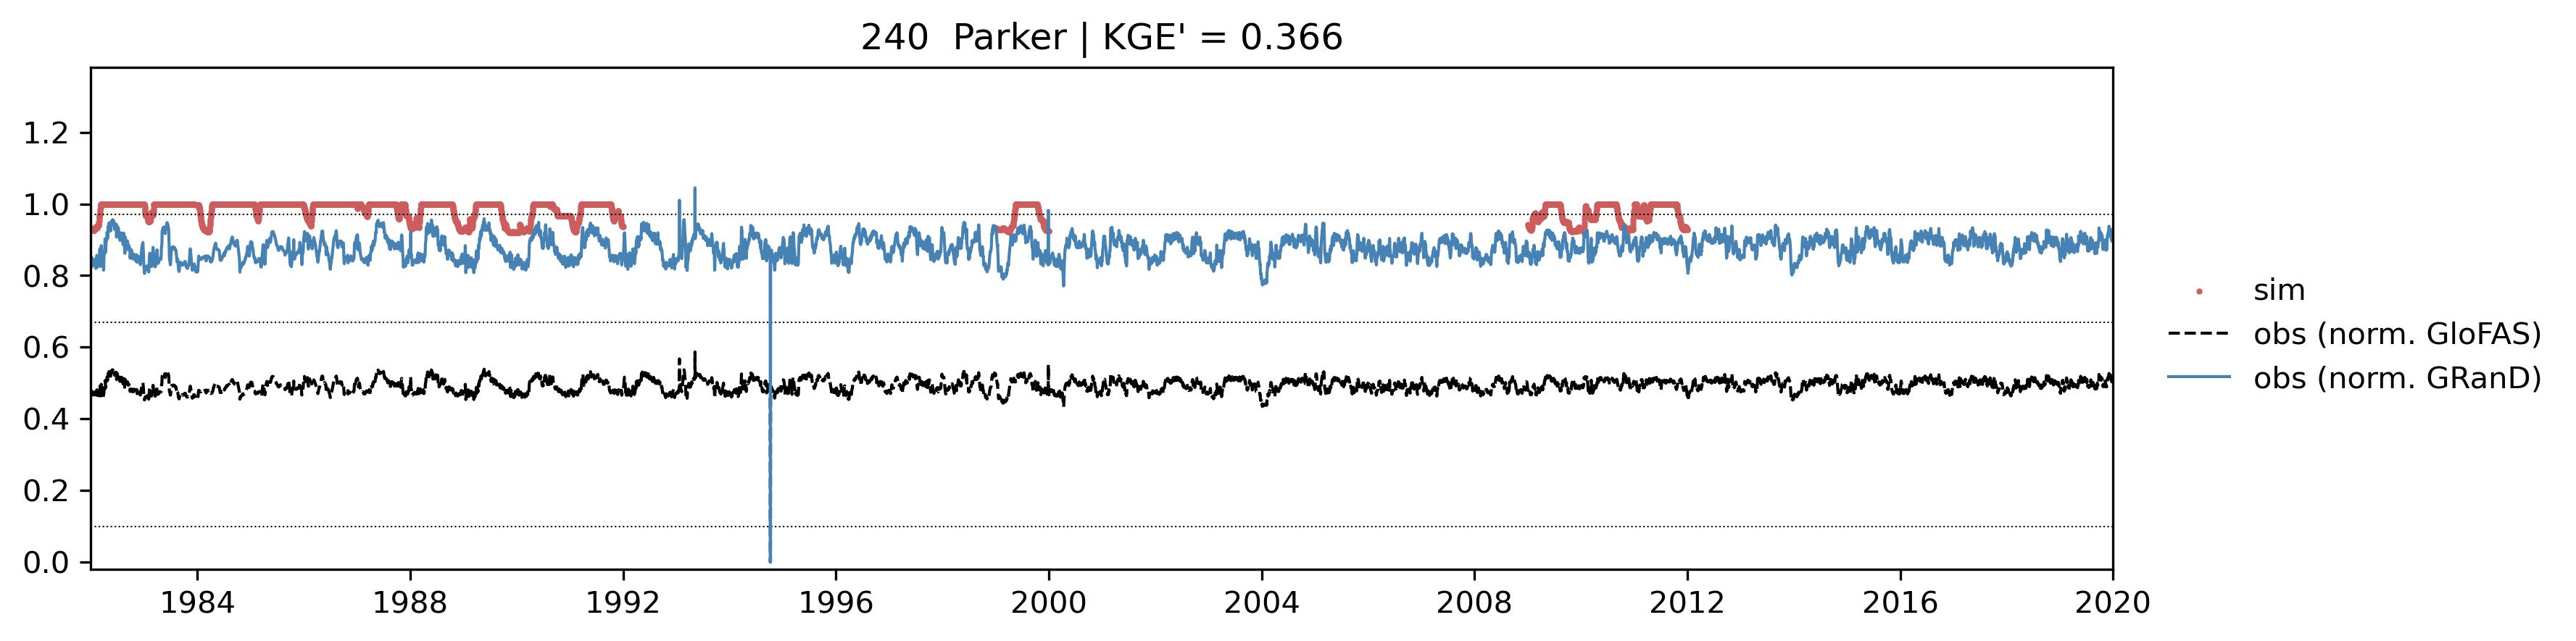 240  Parker | KGE' = 0.366
1.2
1.0
0.8
0.6
0.4
0.2
0.0
1984 1988 1992 1996 2000 2004 2008 2012 2016 2020
sim
obs (norm. GloFAS)
obs (norm. GRanD)